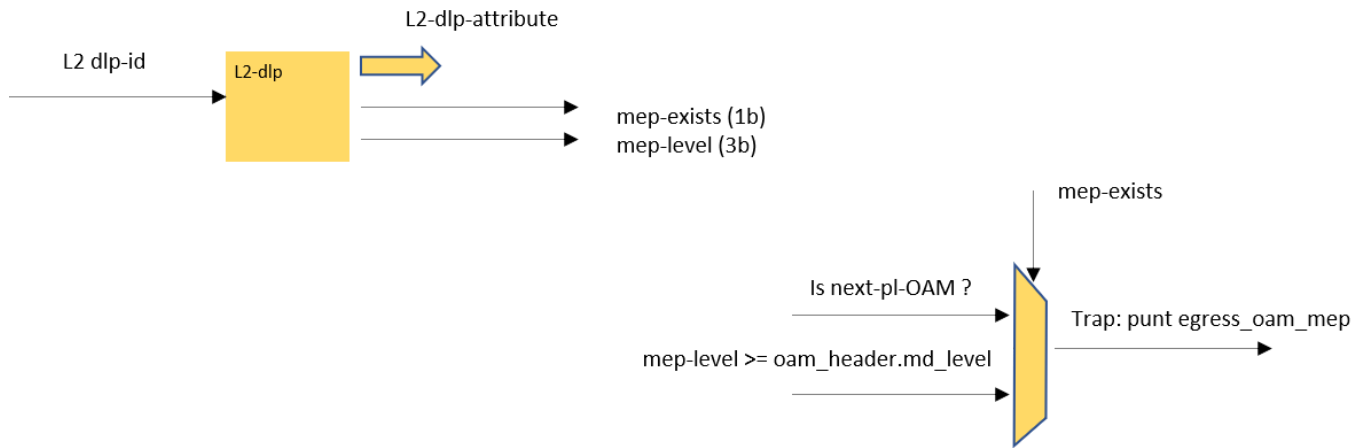 L2-dlp-attribute
L2 dlp-id
L2-dlp
mep-exists (1b)
mep-level (3b)
mep-exists
Is next-pl-OAM ?
Trap: punt egress_oam_mep
mep-level >= oam_header.md_level